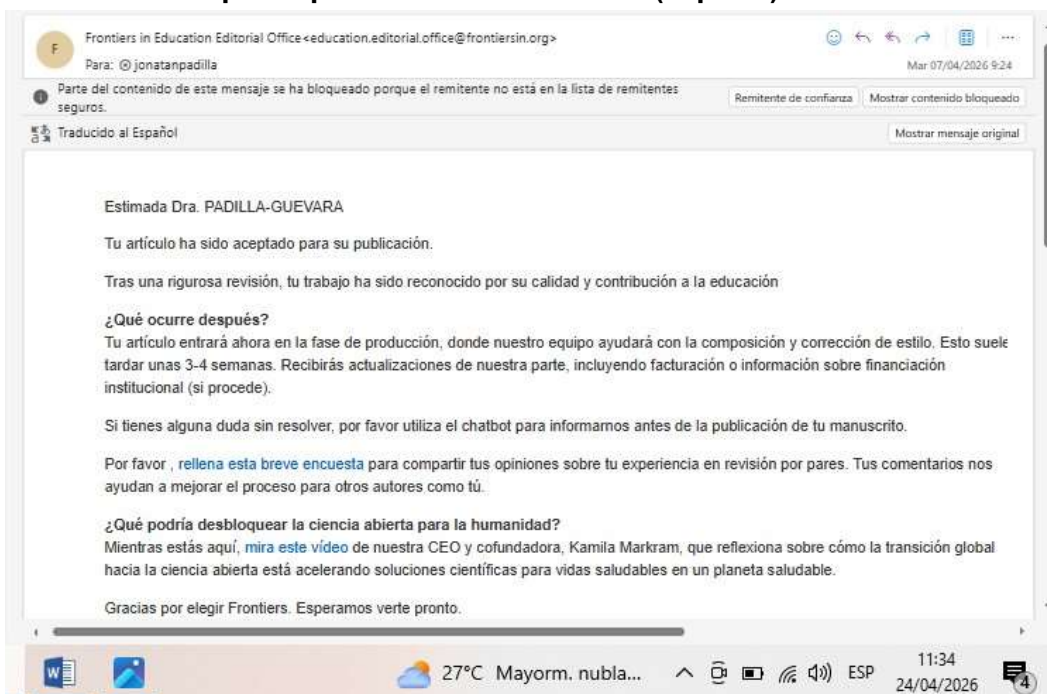 Frontiers in Education Editorial Office<education.editorial.office@frontiersin.org>
F
Para: jonatanpadilla
Mar 07/04/2026 9:24
Parte del contenido de este mensaje se ha bloqueado porque el remitente no está en la lista de remitentes
seguros.
Remitente de confianza
Mostrar contenido bloqueado
Traducido al Español
Mostrar mensaje original
Estimada Dra. PADILLA-GUEVARA
Tu artículo ha sido aceptado para su publicación.
Tras una rigurosa revisión, tu trabajo ha sido reconocido por su calidad y contribución a la educación
¿Qué ocurre después?
Tu artículo entrará ahora en la fase de producción, donde nuestro equipo ayudará con la composición y corrección de estilo. Esto suele
tardar unas 3-4 semanas. Recibirás actualizaciones de nuestra parte, incluyendo facturación o información sobre financiación
institucional (si procede).
Si tienes alguna duda sin resolver, por favor utiliza el chatbot para informarnos antes de la publicación de tu manuscrito.
Por favor , rellena esta breve encuesta para compartir tus opiniones sobre tu experiencia en revisión por pares. Tus comentarios nos
ayudan a mejorar el proceso para otros autores como tú.
¿Qué podría desbloquear la ciencia abierta para la humanidad?
Mientras estás aquí, mira este vídeo de nuestra CEO y cofundadora, Kamila Markram, que reflexiona sobre cómo la transición global
hacia la ciencia abierta está acelerando soluciones científicas para vidas saludables en un planeta saludable.
Gracias por elegir Frontiers. Esperamos verte pronto.
27°C Mayorm. nubla...
ESP
11:34
24/04/2026
4